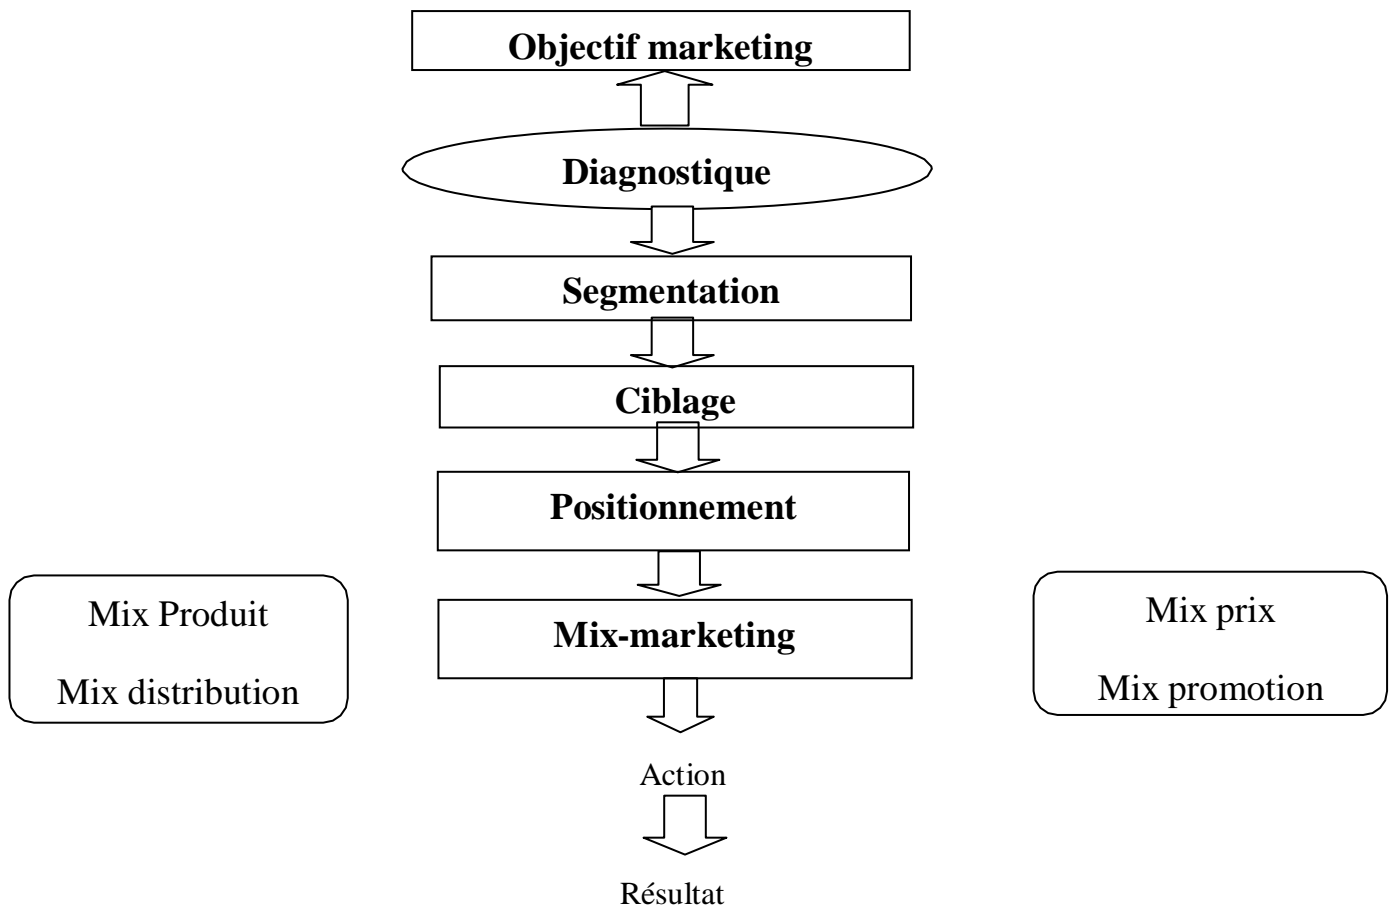 Objectif marketing
Diagnostique
Segmentation
Ciblage
Positionnement
Mix Produit
Mix distribution
Mix-marketing
Mix prix
Mix promotion
Action
Résultat